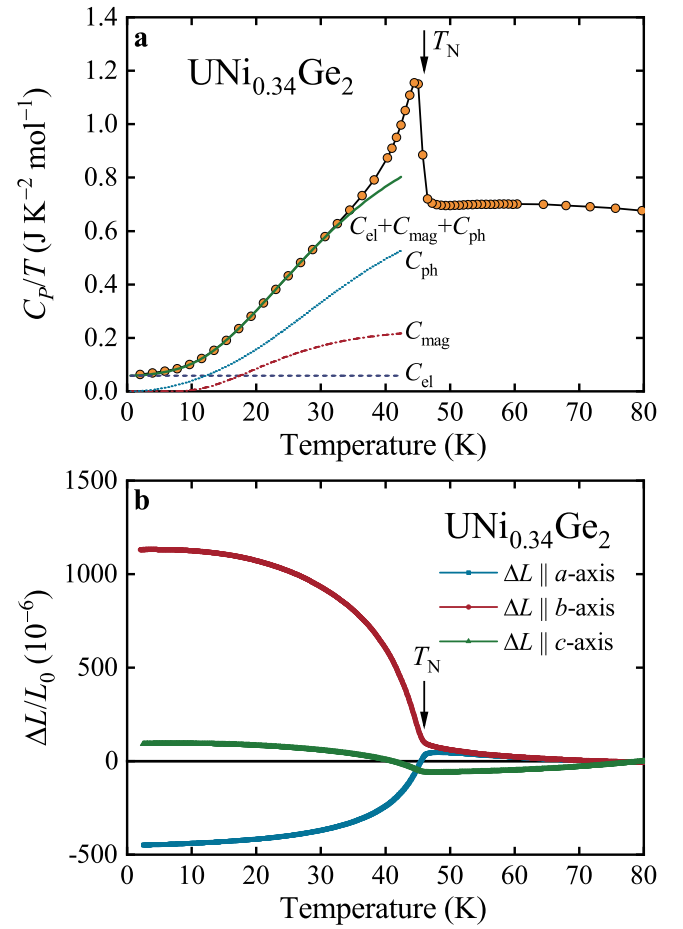 a
UNi0.34Ge2
TN
CP/T (J K−2 mol−1)
1.4
1.2
1.0
0.8
0.6
0.4
0.2
0.0
Cel+Cmag+Cph
Cph
Cmag
Cel
0 10 20 30 40 50 60 70 80
Temperature (K)
b
UNi0.34Ge2
ΔL ∥ a-axis
ΔL ∥ b-axis
ΔL ∥ c-axis
TN
ΔL/L0 (10−6)
1500
1000
500
0
-500
0 10 20 30 40 50 60 70 80
Temperature (K)